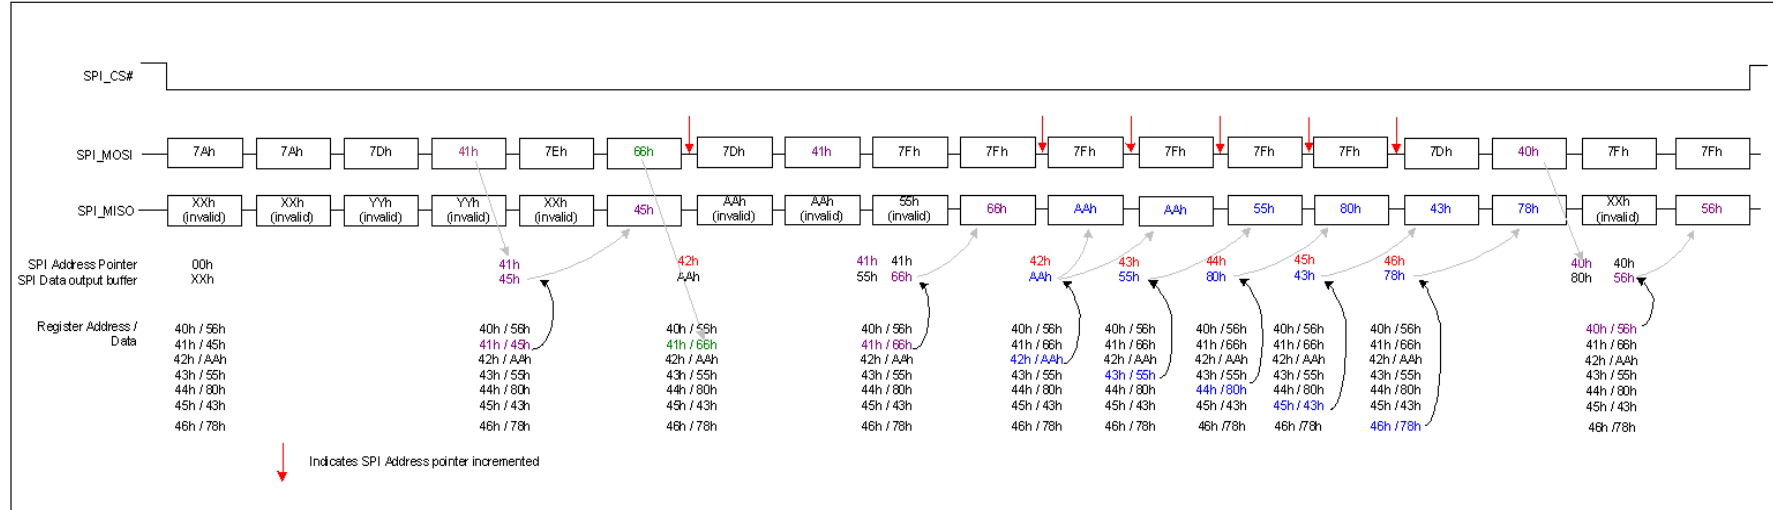 SPI_CS#
SPI_MOSI 7Ah 7Ah 7Dh 41h 7Eh 66h 7Dh 41h 7Fh 7Fh 7Fh 7Fh 7Fh 7Fh 7Dh 40h 7Fh 7Fh
SPI_MISO XXh (invalid) XXh (invalid) YYh (invalid) YYh (invalid) XXh (invalid) 45h AAh (invalid) AAh (invalid) 55h (invalid) 66h AAh AAh 55h 80h 43h 78h XXh (invalid) 56h
SPI Address Pointer 00h 41h 42h 41h 41h 42h 43h 44h 45h 46h 40h 40h
SPI Data output buffer XXh 45h AAh 55h 66h AAh 55h 80h 43h 78h 80h 56h
Register Address / Data
40h / 56h 40h / 56h 40h / 55h 40h / 56h 40h / 56h 40h / 56h 40h / 56h 40h / 56h 40h / 56h 40h / 56h
41h / 45h 41h / 45h 41h / 66h 41h / 66h 41h / 66h 41h / 66h 41h / 66h 41h / 66h 41h / 66h 41h / 66h
42h / AAh 42h / AAh 42h / AAh 42h / AAh 42h / AAh 42h / AAh 42h / AAh 42h / AAh 42h / AAh 42h / AAh
43h / 55h 43h / 55h 43h / 55h 43h / 55h 43h / 55h 43h / 55h 43h / 55h 43h / 55h 43h / 55h 43h / 55h
44h / 80h 44h / 80h 44h / 80h 44h / 80h 44h / 80h 44h / 80h 44h / 80h 44h / 80h 44h / 80h 44h / 80h
45h / 43h 45h / 43h 45h / 43h 45h / 43h 45h / 43h 45h / 43h 45h / 43h 45h / 43h 45h / 43h 45h / 43h
46h / 78h 46h / 78h 46h / 78h 46h / 78h 46h / 78h 46h / 78h 46h /78h 46h / 78h 46h / 78h 46h /78h
Indicates SPI Address pointer incremented